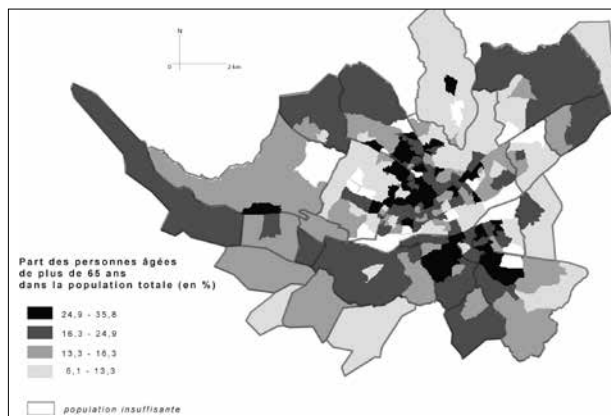 N
0 2 km
Part des personnes âgées
de plus de 65 ans
dans la population totale (en %)
24,9 - 35,8
16,3 - 24,9
13,3 - 16,3
6,1 - 13,3
population insuffisante